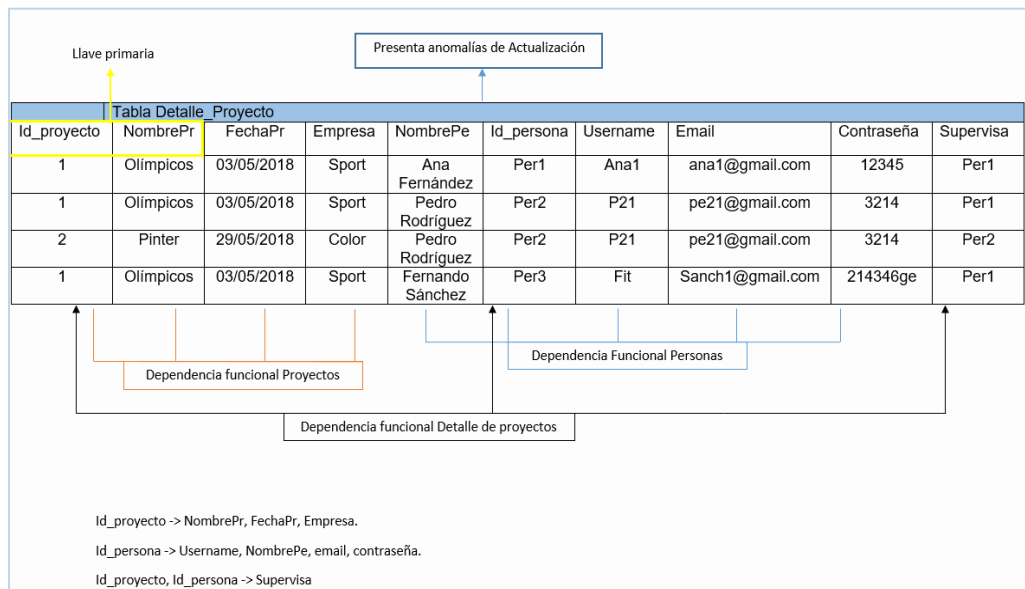 Llave primaria
Presenta anomalías de Actualización
Tabla Detalle_Proyecto
Id_proyecto NombrePr FechaPr Empresa NombrePe Id_persona Username Email Contraseña Supervisa
1 Olímpicos 03/05/2018 Sport Ana Per1 Ana1 ana1@gmail.com 12345 Per1
Fernández
1 Olímpicos 03/05/2018 Sport Pedro Per2 P21 pe21@gmail.com 3214 Per1
Rodríguez
2 Pinter 29/05/2018 Color Pedro Per2 P21 pe21@gmail.com 3214 Per2
Rodríguez
1 Olímpicos 03/05/2018 Sport Fernando Per3 Fit Sanch1@gmail.com 214346ge Per1
Sánchez
Dependencia Funcional Personas
Dependencia funcional Proyectos
Dependencia funcional Detalle de proyectos
Id_proyecto -> NombrePr, FechaPr, Empresa.
Id_persona -> Username, NombrePe, email, contraseña.
Id_proyecto, Id_persona -> Supervisa